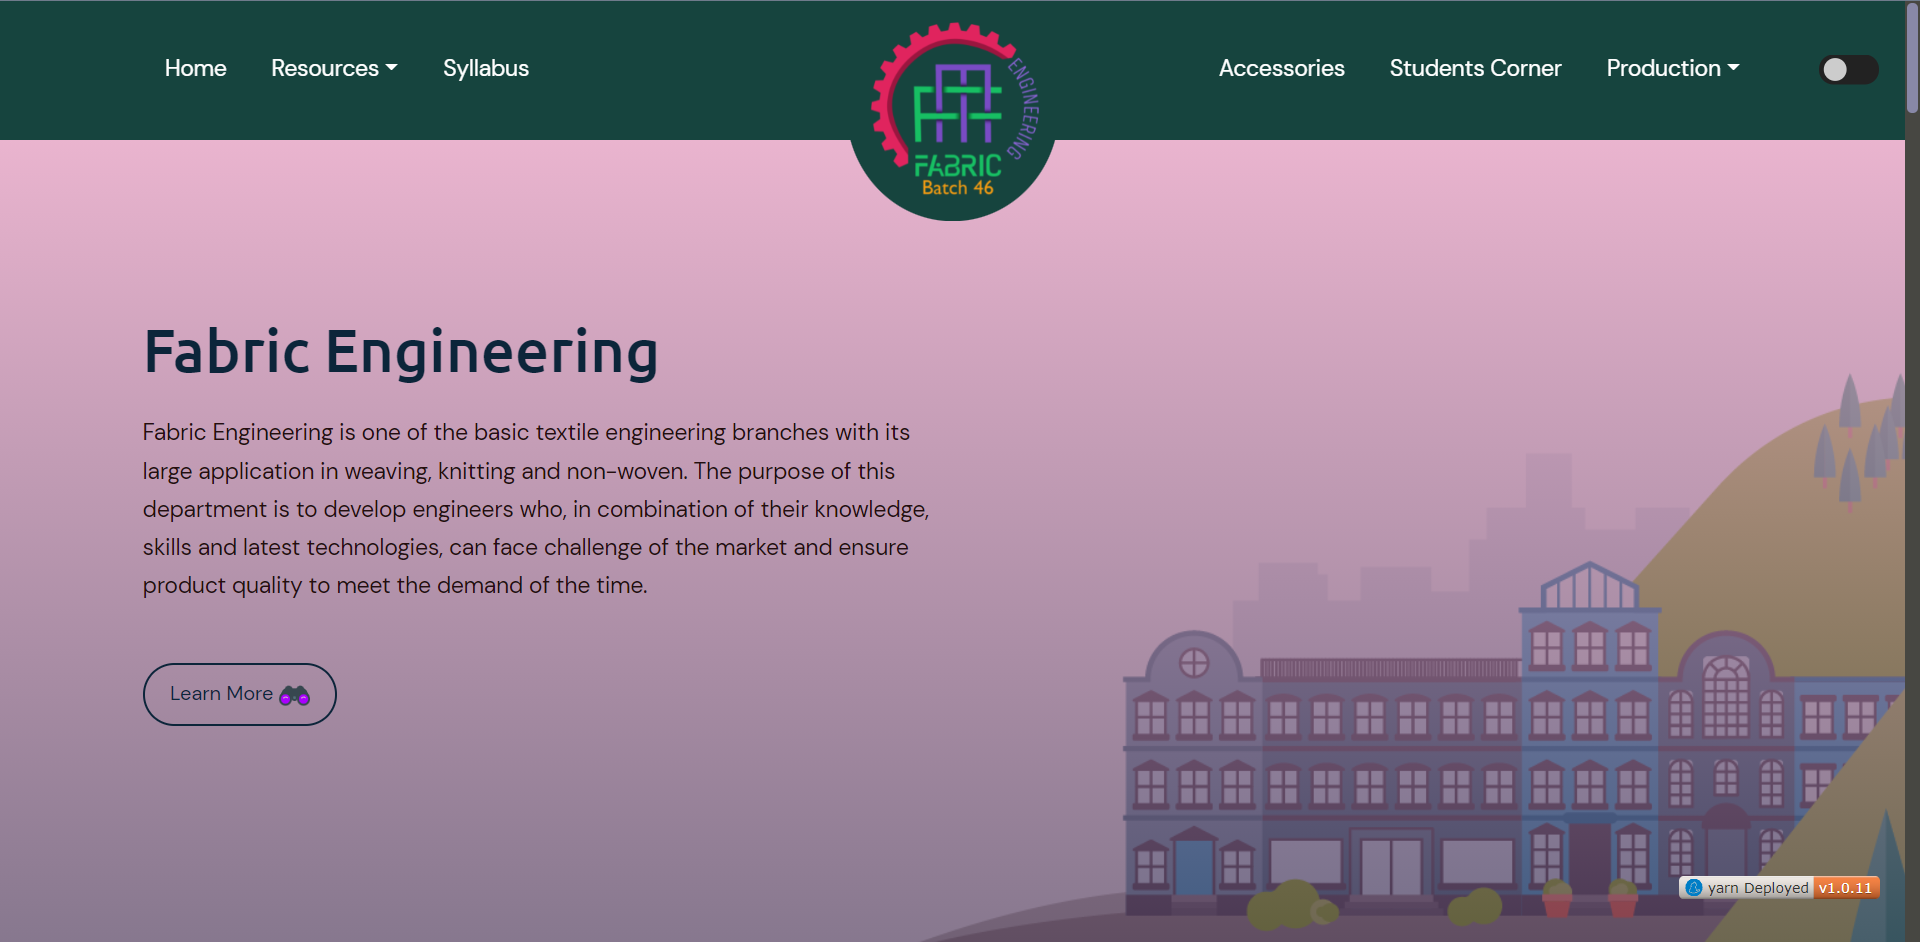 Home
Resources
Syllabus
ENGINEERING
FABRIC
Batch 46
Accessories
Students Corner
Production
Fabric Engineering
Fabric Engineering is one of the basic textile engineering branches with its
large application in weaving, knitting and non-woven. The purpose of this
department is to develop engineers who, in combination of their knowledge,
skills and latest technologies, can face challenge of the market and ensure
product quality to meet the demand of the time.
Learn More
yarn Deployed v1.0.11